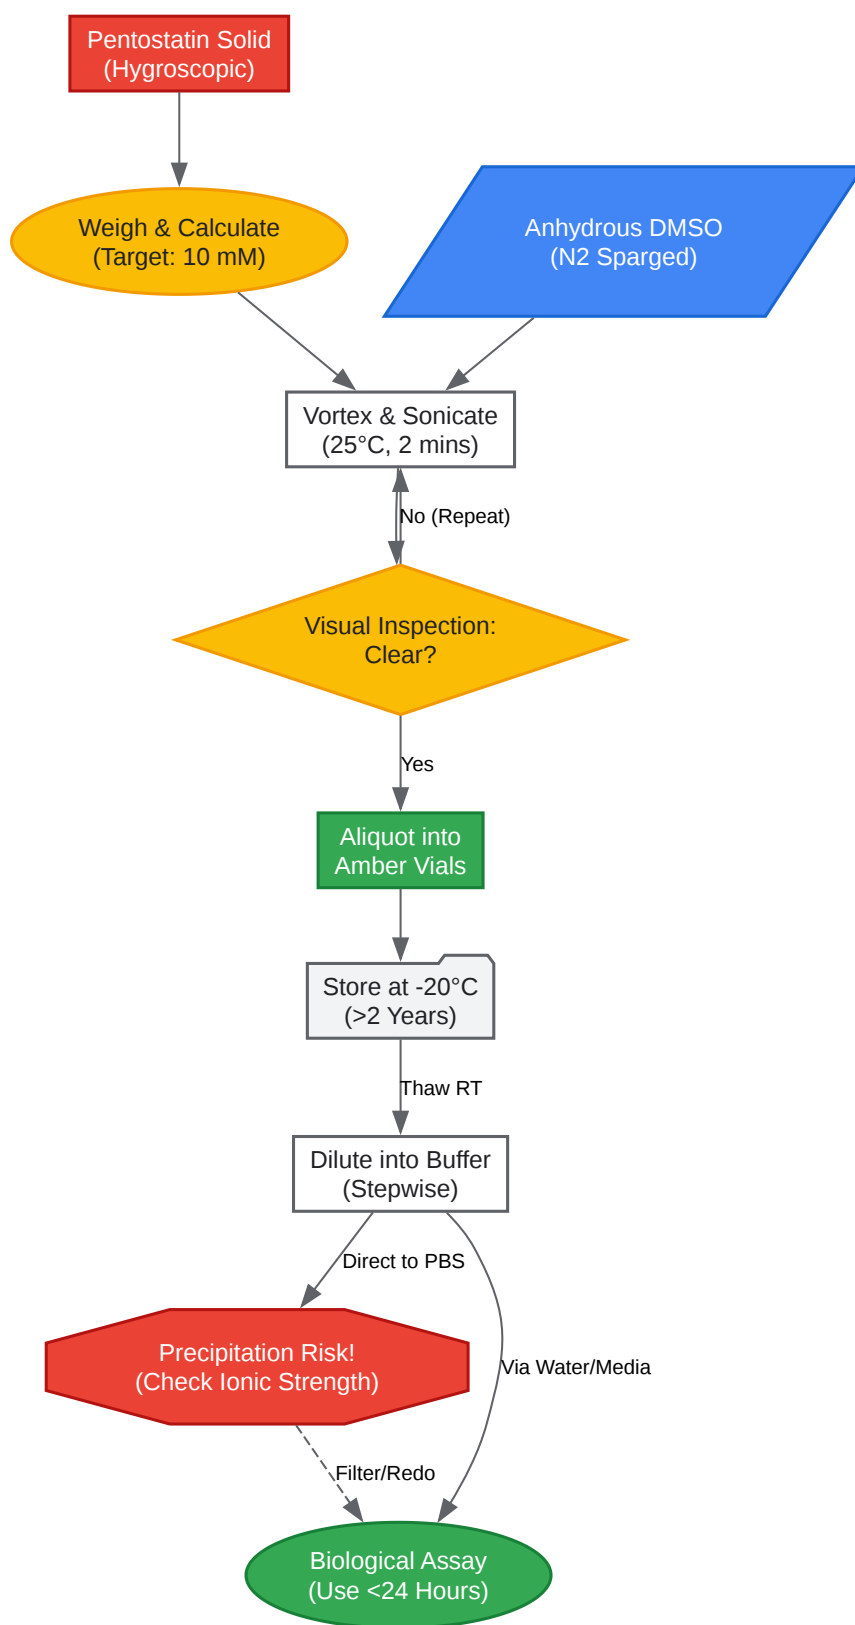 Pentostatin Solid
(Hygroscopic)
Weigh & Calculate
(Target: 10 mM)
Anhydrous DMSO
(N2 Sparged)
Vortex & Sonicate
(25°C, 2 mins)
No (Repeat)
Visual Inspection:
Clear?
Yes
Aliquot into
Amber Vials
Store at -20°C
(>2 Years)
Thaw RT
Dilute into Buffer
(Stepwise)
Direct to PBS
Precipitation Risk!
(Check Ionic Strength)
Via Water/Media
Filter/Redo
Biological Assay
(Use <24 Hours)